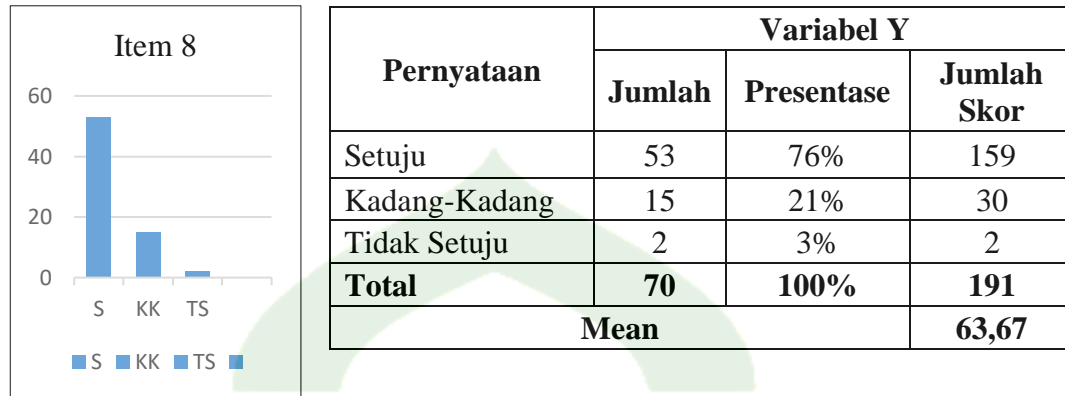 Item 8
60
40
20
0
S KK TS
S KK TS
Pernyataan
Variabel Y
Jumlah
Presentase
Jumlah
Skor
Setuju 53 76% 159
Kadang-Kadang 15 21% 30
Tidak Setuju 2 3% 2
Total 70 100% 191
Mean 63,67